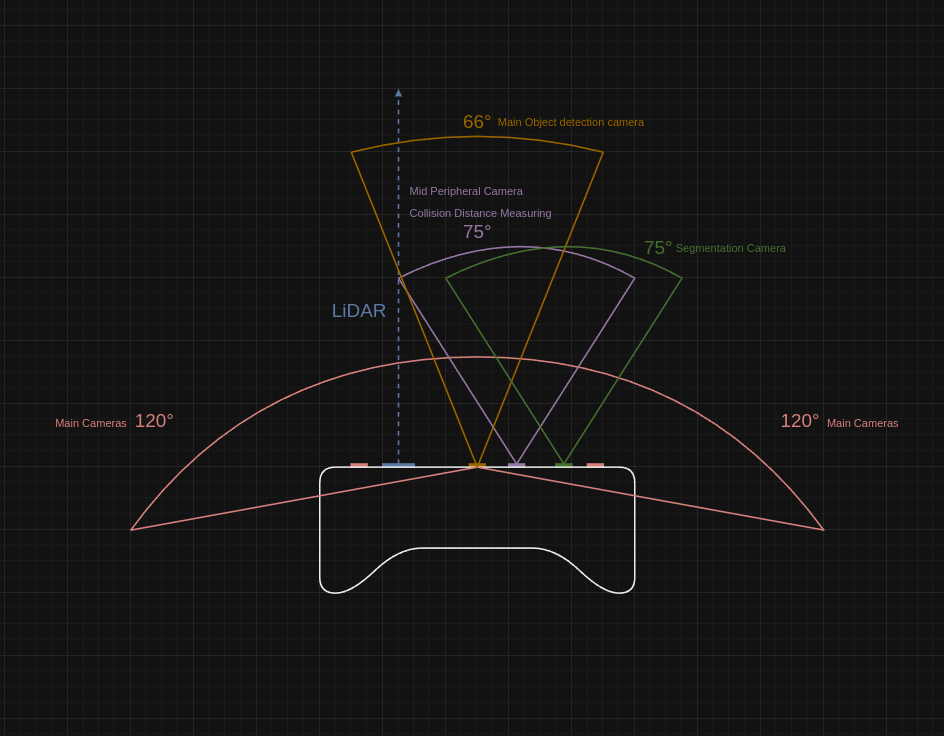 66° Main Object detection camera
Mid Peripheral Camera
Collision Distance Measuring
75°
75° Segmentation Camera
LiDAR
Main Cameras 120°
120° Main Cameras